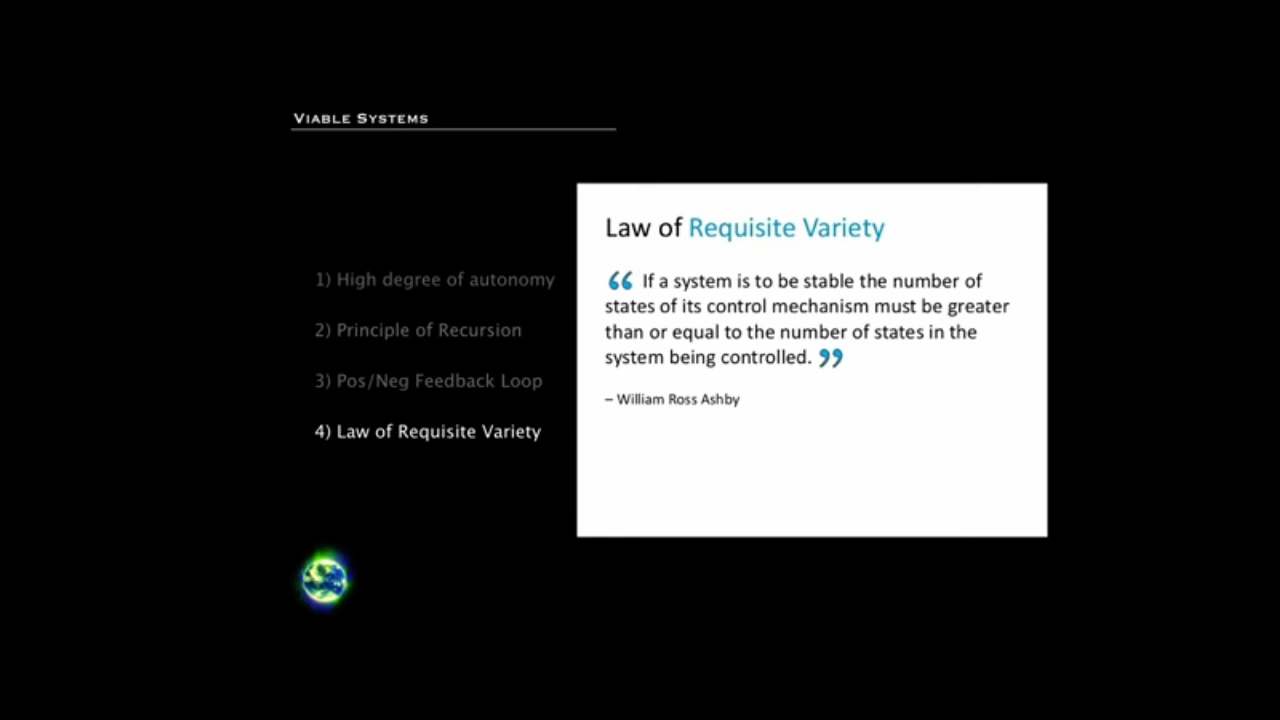 VIABLE SYSTEMS
1) High degree of autonomy
2) Principle of Recursion
3) Pos/Neg Feedback Loop
4) Law of Requisite Variety
Law of Requisite Variety
“ If a system is to be stable the number of
states of its control mechanism must be greater
than or equal to the number of states in the
system being controlled. ”
– William Ross Ashby